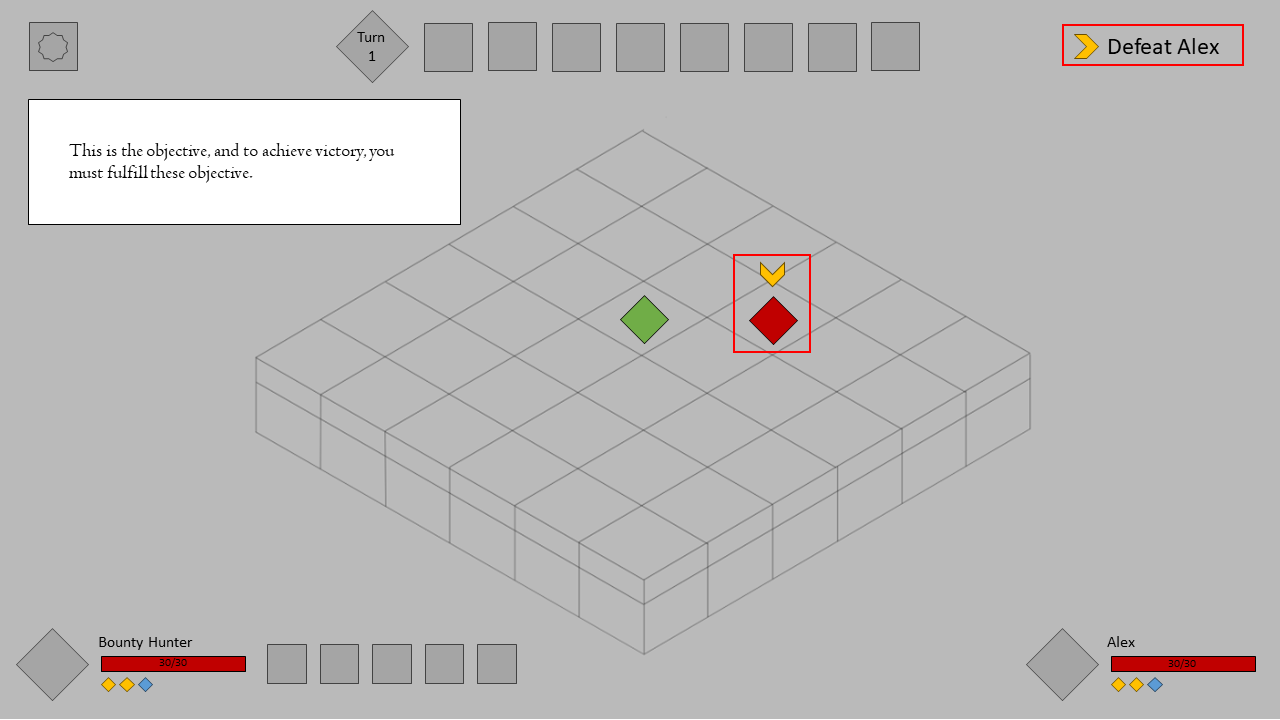 Turn
1
Defeat Alex
This is the objective, and to achieve victory, you
must fulfill these objective.
Bounty Hunter
30/30
Alex
30/30